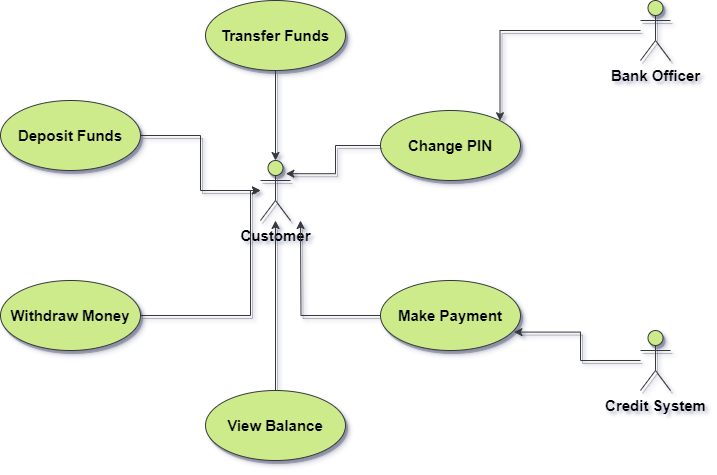 Transfer Funds
Bank Officer
Deposit Funds
Change PIN
Customer
Withdraw Money
Make Payment
Credit System
View Balance